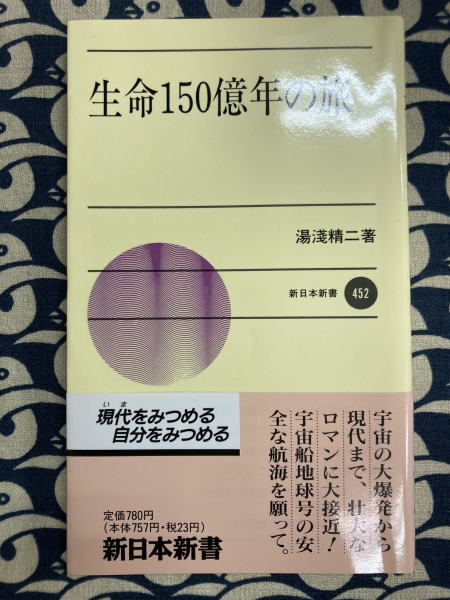 生命150億年の旅
湯淺精二著
新日本新書 452
いま
現代をみつめる
自分をみつめる
定価780円
(本体757円・税23円)
新日本新書
宇宙の大爆発から
現代まで、壮大な
ロマンに大接近!
宇宙船地球号の安
全な航海を願って。